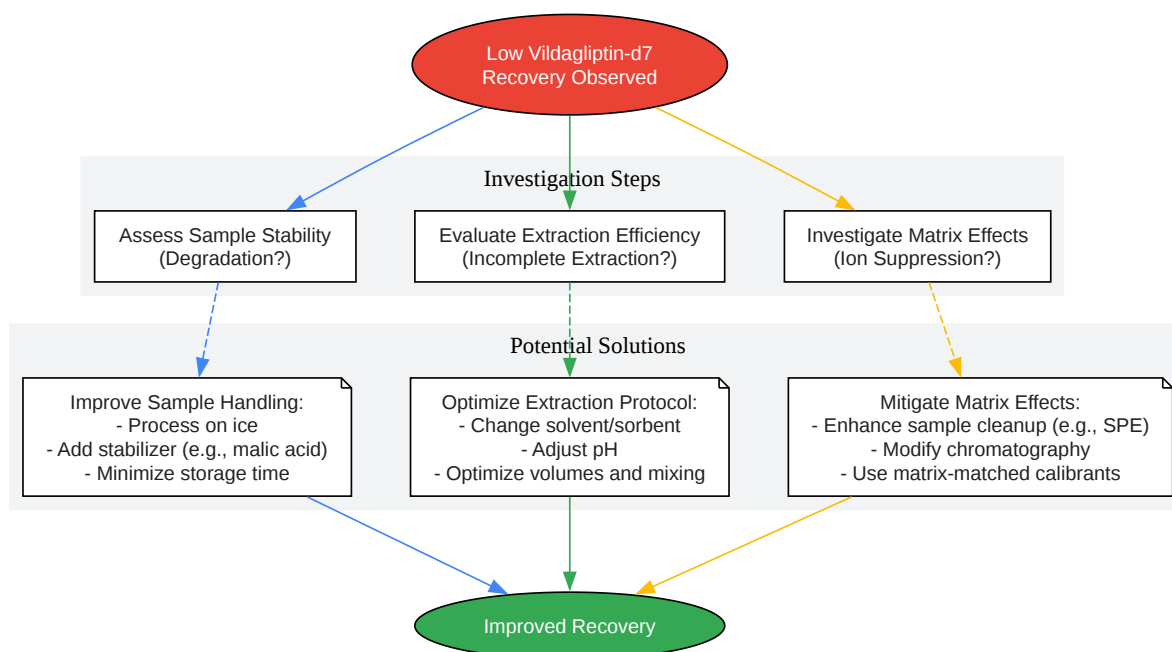 Low Vildagliptin-d7
Recovery Observed
Investigation Steps
Assess Sample Stability
(Degradation?)
Evaluate Extraction Efficiency
(Incomplete Extraction?)
Investigate Matrix Effects
(Ion Suppression?)
Potential Solutions
Improve Sample Handling:
- Process on ice
- Add stabilizer (e.g., malic acid)
- Minimize storage time
Optimize Extraction Protocol:
- Change solvent/sorbent
- Adjust pH
- Optimize volumes and mixing
Mitigate Matrix Effects:
- Enhance sample cleanup (e.g., SPE)
- Modify chromatography
- Use matrix-matched calibrants
Improved Recovery